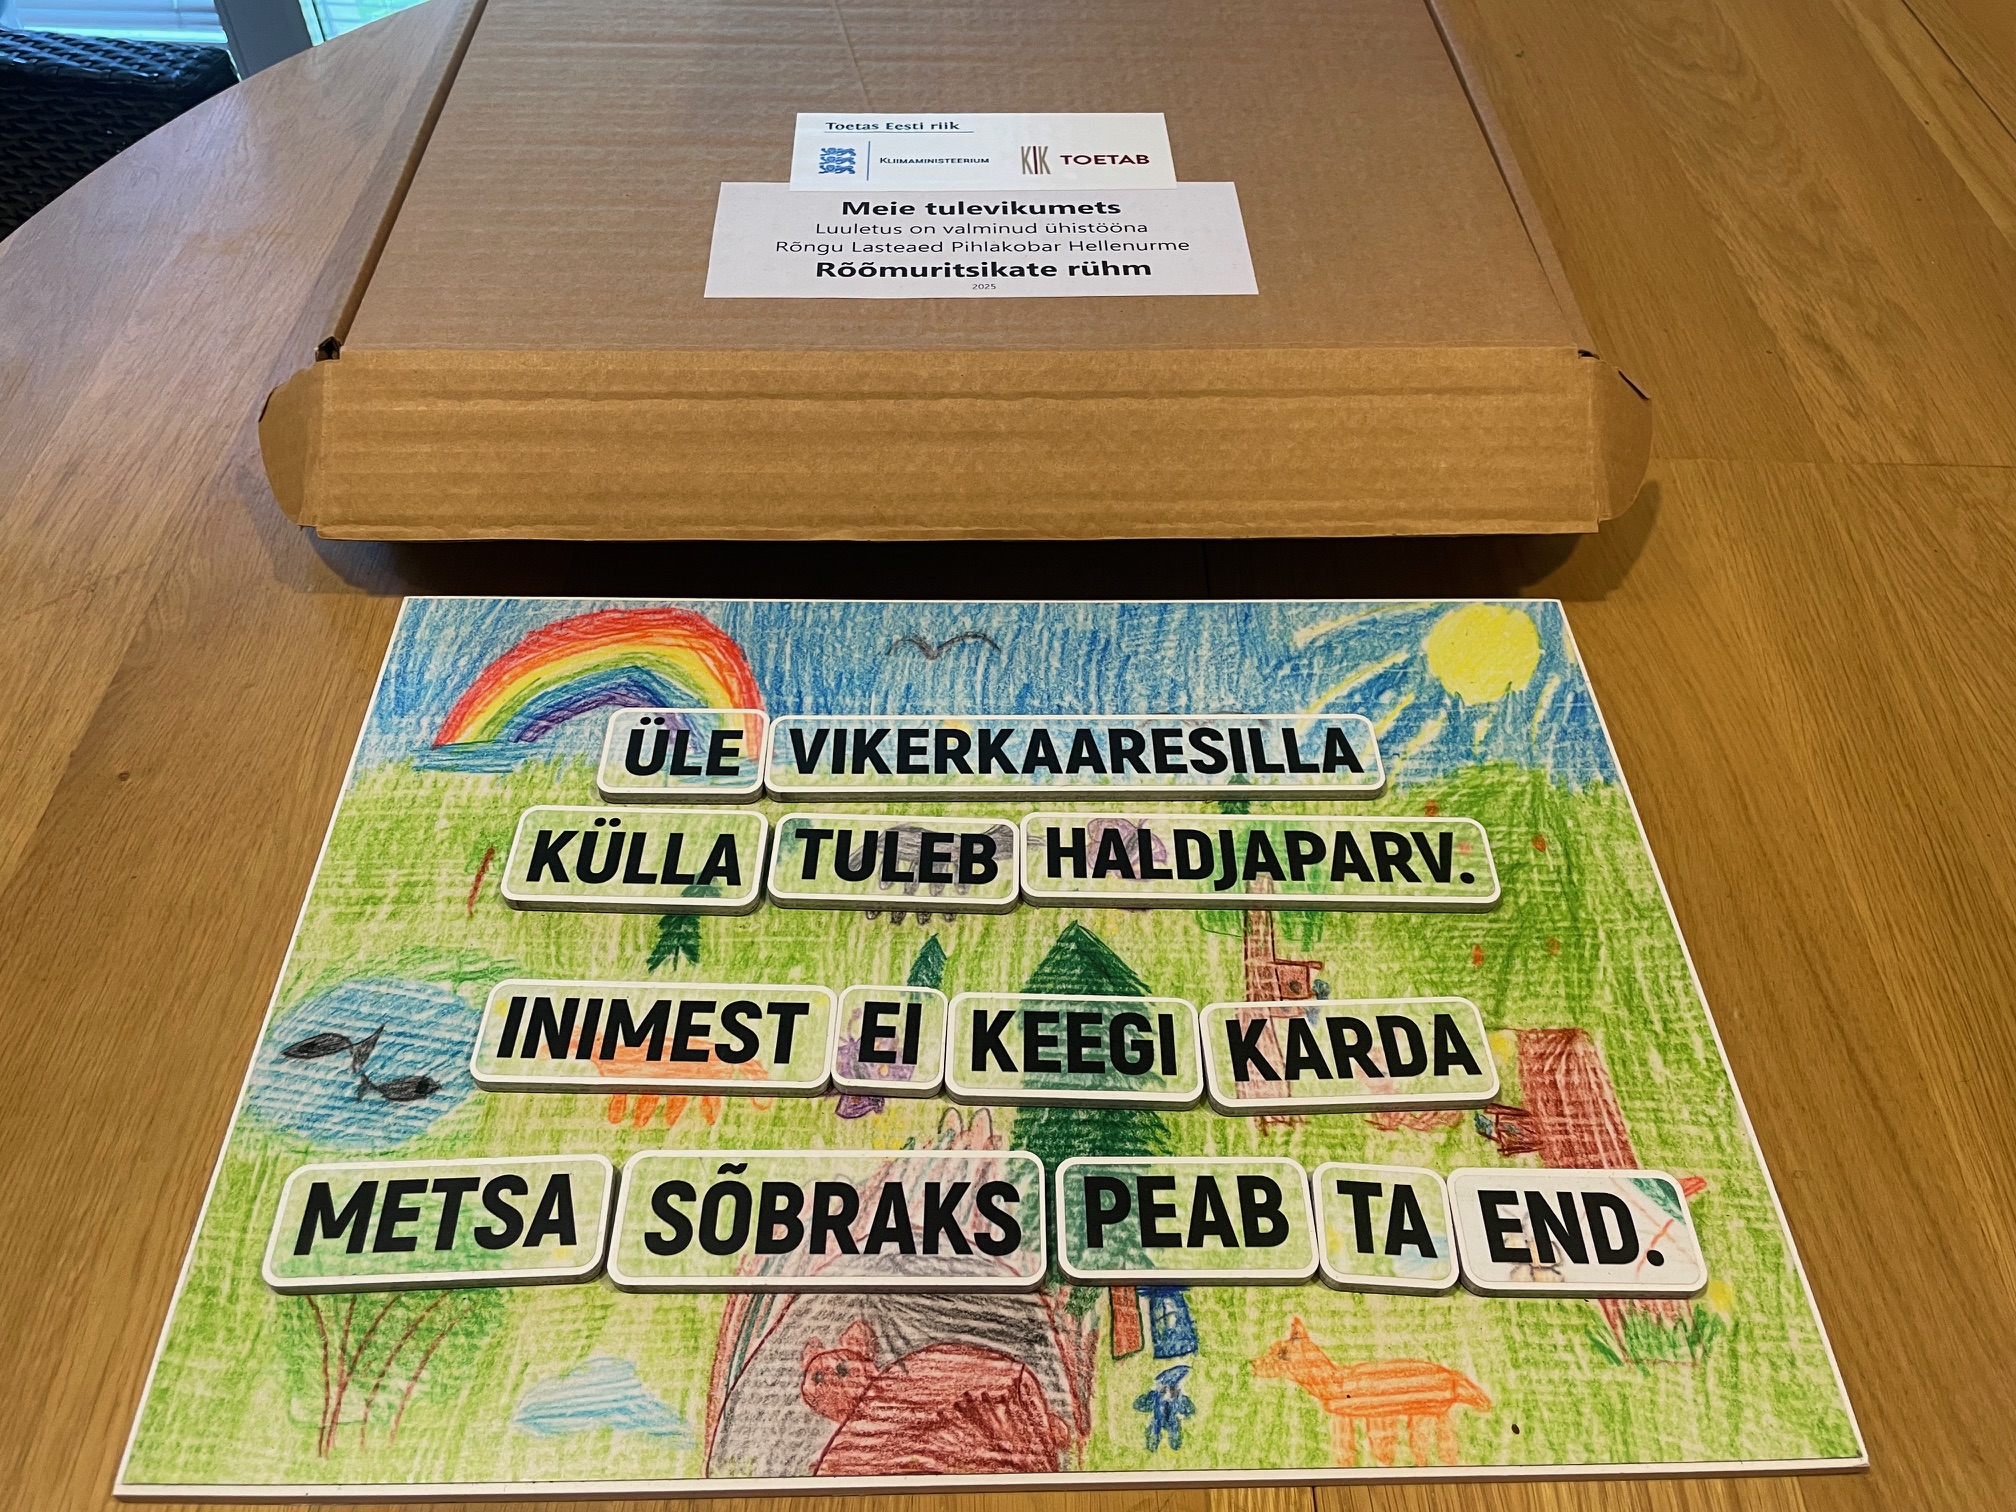 Toetas Eesti riik
KLIIMAMINISTEERIUM
KIK TOETAB
Meie tulevikumets
Luuletus on valminud ühistööna
Rõngu Lasteaed Pihlakobar Hellenurme
Rõõmuritsikate rühm
2025
ÜLE VIKERKAARESILLA
KÜLLA TULEB HALDJAPARV.
INIMEST EI KEEGI KARDA
METSA SÕBRAKS PEAB TA END.